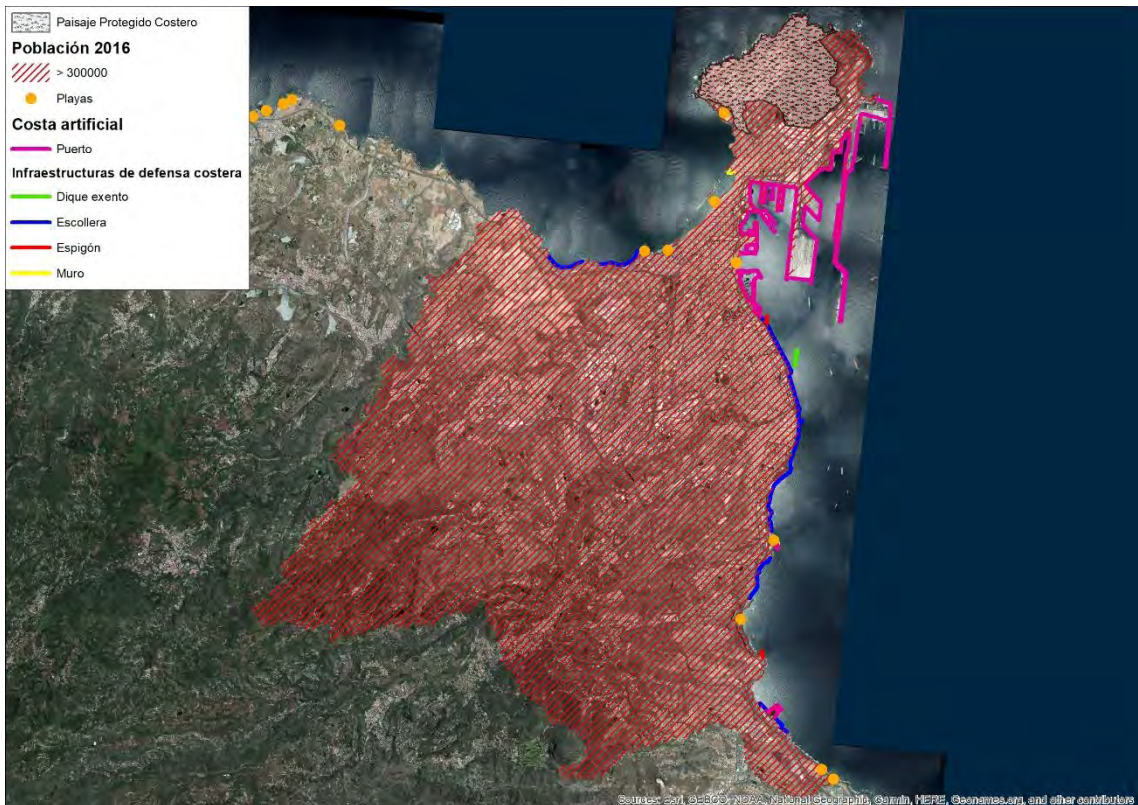 Paisaje Protegido Costero
Población 2016
> 300000
Playas
Costa artificial
Puerto
Infraestructuras de defensa costera
Dique exento
Escollera
Espigón
Muro
Sources: Esri, GEBCO, NOAA, National Geographic, Garmin, HERE, Geonames.org, and other contributors